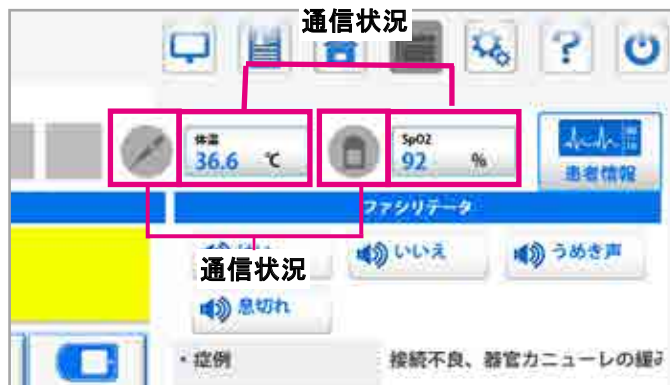 通信状況
体温
36.6 ℃
SpO2
92 %
患者情報
ファシリテータ
いいえ
うめき声
通信状況
息切れ
・症例
接続不良、器官カニューレの緩み